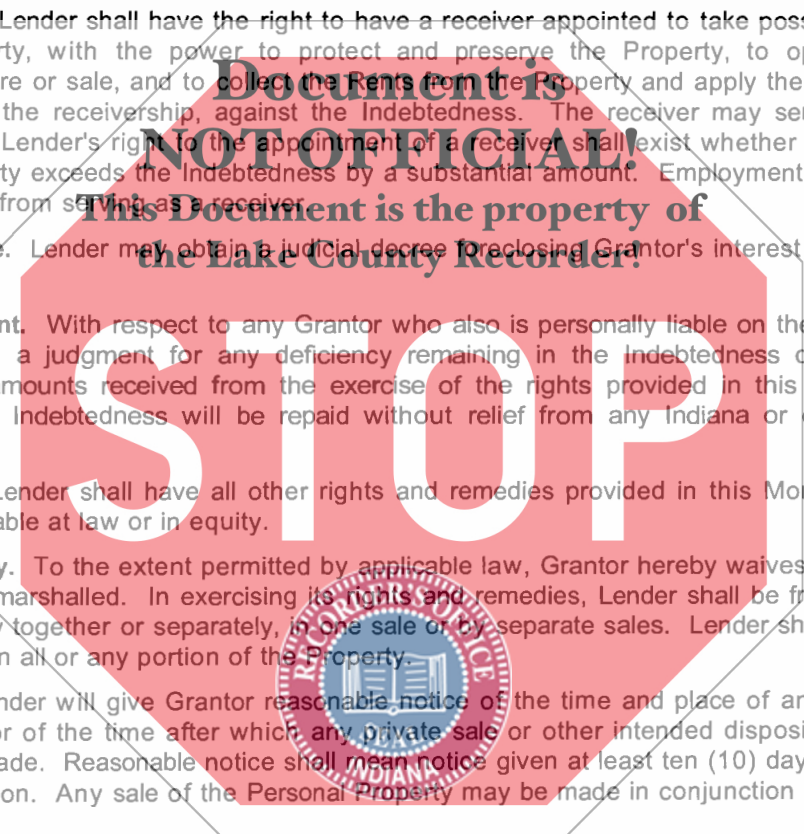 Lender shall have the right to have a receiver appointed to take poss
rty, with the power to protect and preserve the Property, to op
re or sale, and to collect the Rents from the Property and apply the
the receivership, against the Indebtedness. The receiver may se
Lender's right to the appointment of a receiver shall exist whether
ty exceeds the Indebtedness by a substantial amount. Employment
from serving as a receiver.
Document is
NOT OFFICIAL!
This Document is the property of
the Lake County Recorder!
e. Lender may obtain a judicial decree foreclosing Grantor's interest
nt. With respect to any Grantor who also is personally liable on the
a judgment for any deficiency remaining in the Indebtedness
mounts received from the exercise of the rights provided in this
Indebtedness will be repaid without relief from any Indiana or
STOP
Lender shall have all other rights and remedies provided in this Mor
able at law or in equity.
y. To the extent permitted by applicable law, Grantor hereby waives
marshalled. In exercising its rights and remedies, Lender shall be fr
y together or separately, in one sale or by separate sales. Lender sh
n all or any portion of the Property.
RECORDER'S OFFICE
SEAL
INDIANA
nder will give Grantor reasonable notice of the time and place of an
or of the time after which any private sale or other intended disposi
ade. Reasonable notice shall mean notice given at least ten (10) day
on. Any sale of the Personal Property may be made in conjunction